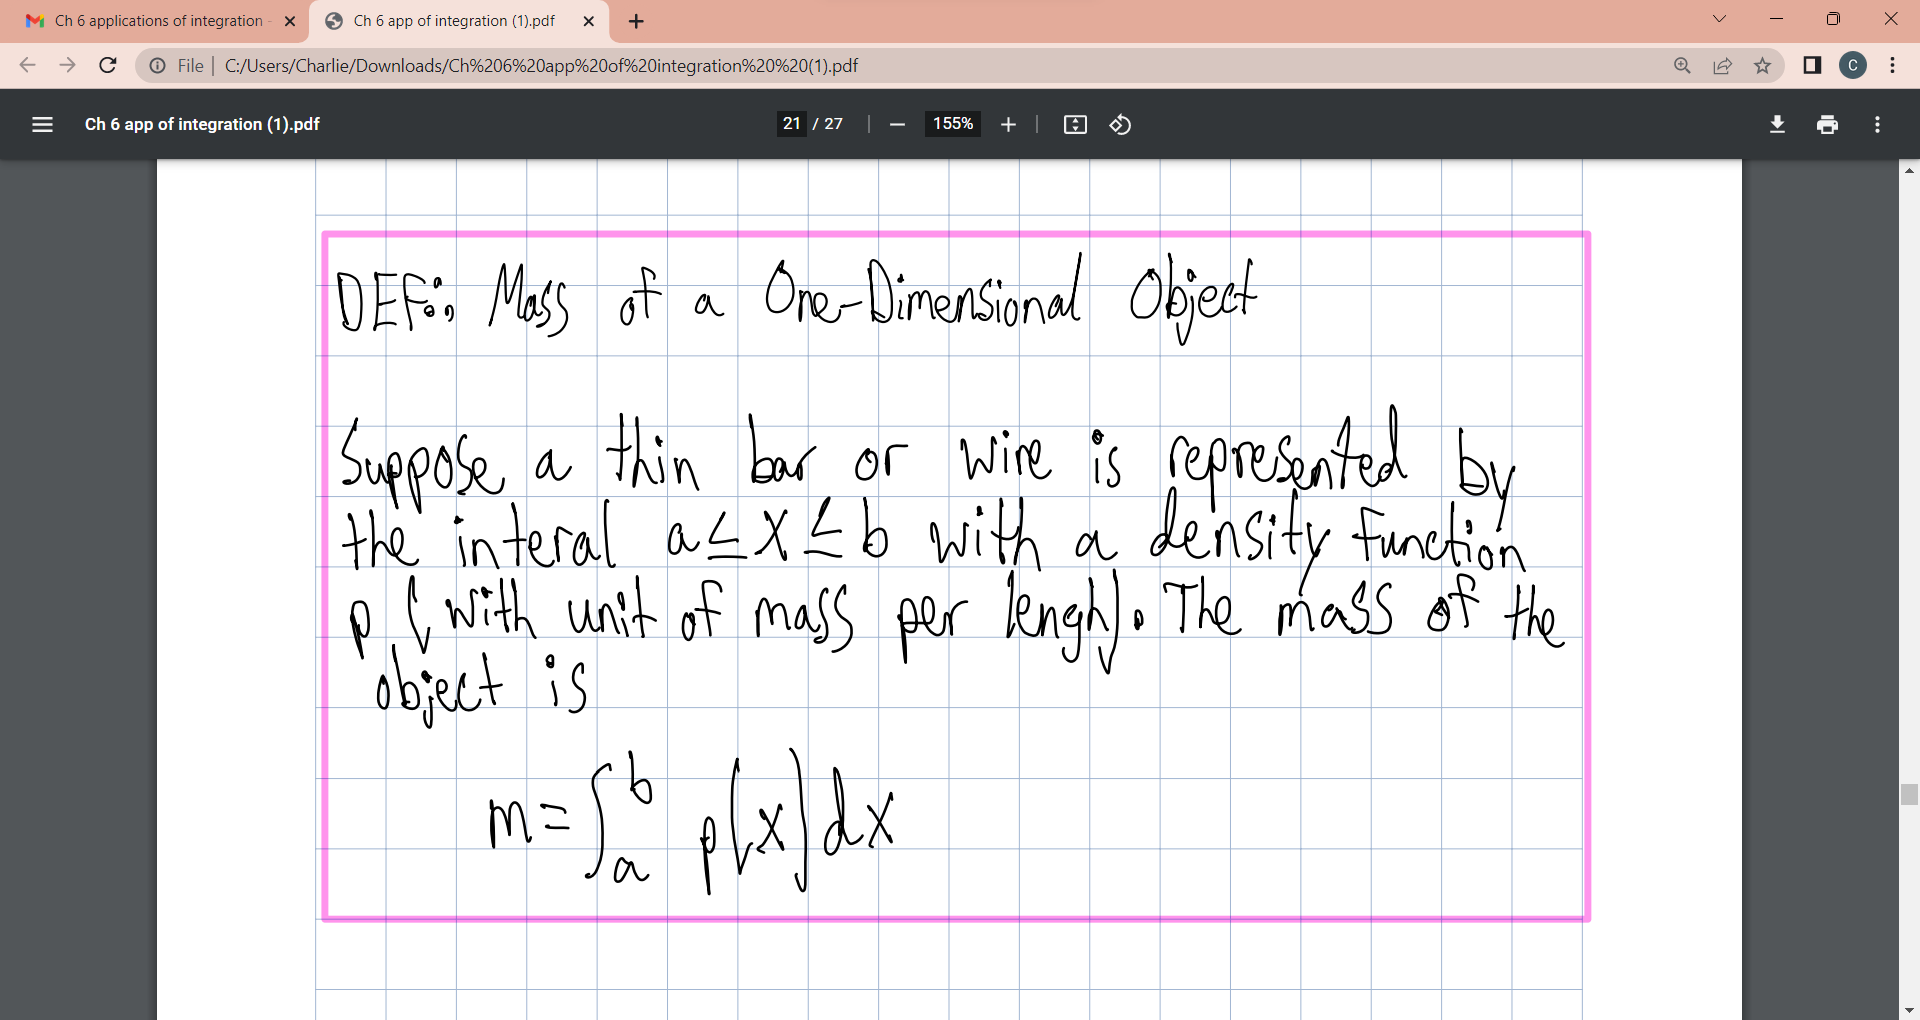 Ch 6 applications of integration
Ch 6 app of integration (1).pdf
File
C:/Users/Charlie/Downloads/Ch%206%20app%20of%20integration%20%20(1).pdf
C
Ch 6 app of integration (1).pdf
21 / 27
155%
DEF:, Mass of a One-Dimensional Object
Suppose a thin bar or wire is represented by
the interal a≤x≤b with a density function
p (with unit of mass per lengh). The mass of the
object is
m=∫_a^b p(x)dx